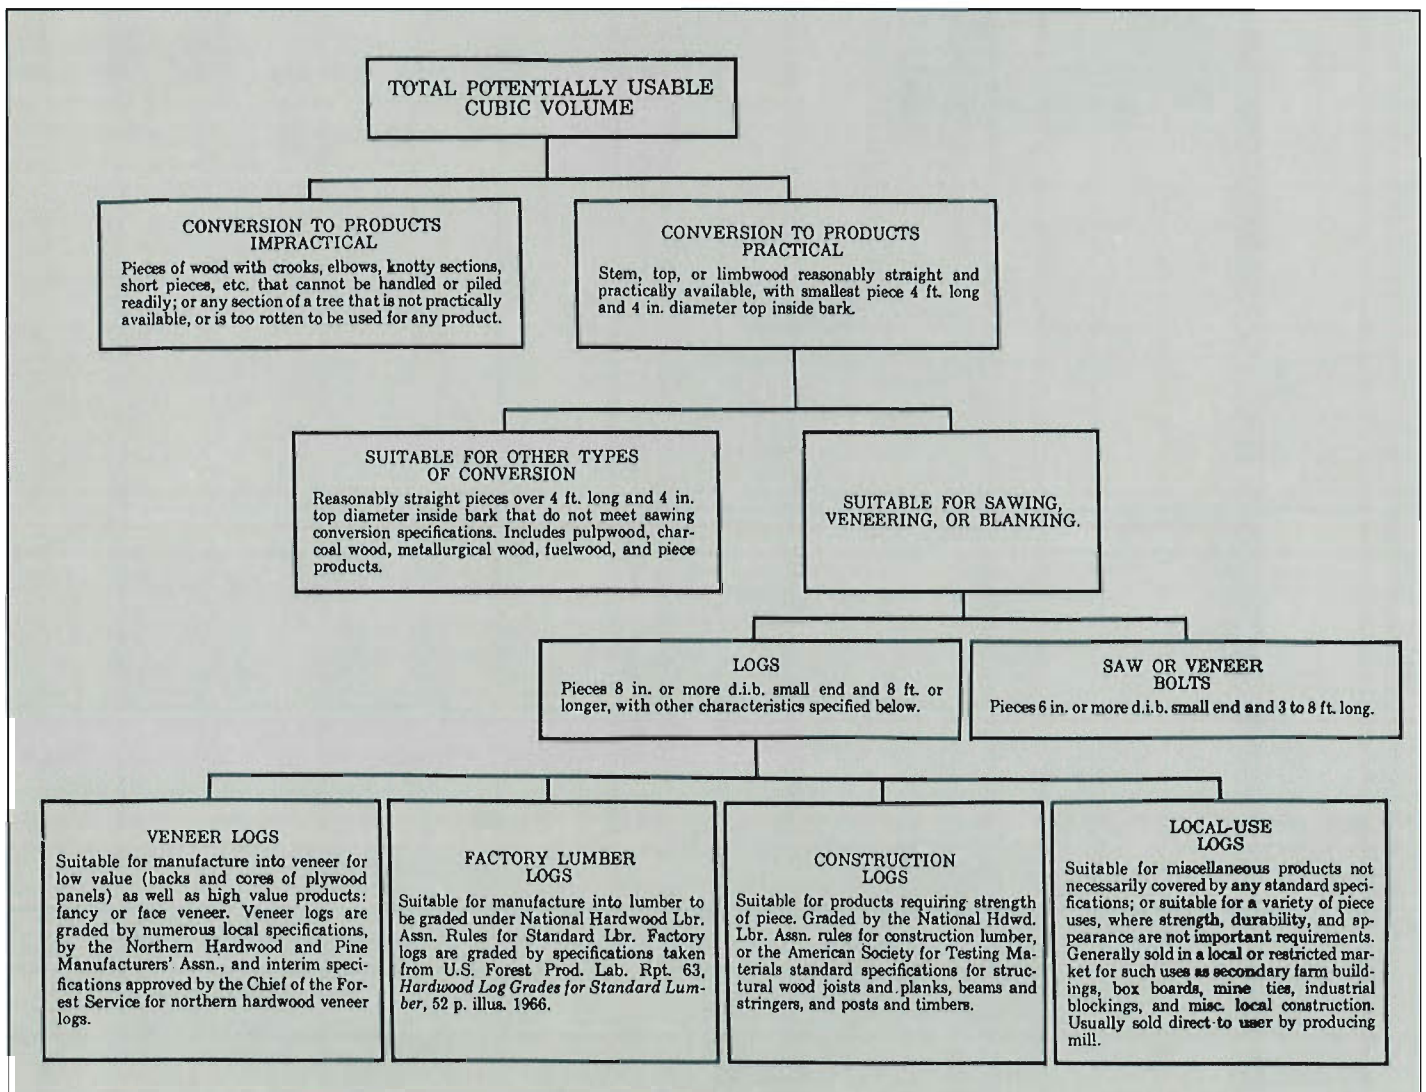 TOTAL POTENTIALLY USABLE
CUBIC VOLUME
CONVERSION TO PRODUCTS
IMPRACTICAL
Pieces of wood with crooks, elbows, knotty sections,
short pieces, etc. that cannot be handled or piled
readily; or any section of a tree that is not practically
available, or is too rotten to be used for any product.
CONVERSION TO PRODUCTS
PRACTICAL
Stem, top, or limbwood reasonably straight and
practically available, with smallest piece 4 ft. long
and 4 in. diameter top inside bark.
SUITABLE FOR OTHER TYPES
OF CONVERSION
Reasonably straight pieces over 4 ft. long and 4 in.
top diameter inside bark that do not meet sawing
conversion specifications. Includes pulpwood, char-
coal wood, metallurgical wood, fuelwood, and piece
products.
SUITABLE FOR SAWING,
VENEERING, OR BLANKING.
LOGS
Pieces 8 in. or more d.i.b. small end and 8 ft. or
longer, with other characteristics specified below.
SAW OR VENEER
BOLTS
Pieces 6 in. or more d.i.b. small end and 3 to 8 ft. long.
VENEER LOGS
Suitable for manufacture into veneer for
low value (backs and cores of plywood
panels) as well as high value products:
fancy or face veneer. Veneer logs are
graded by numerous local specifications,
by the Northern Hardwood and Pine
Manufacturers' Assn., and interim speci-
fications approved by the Chief of the For-
est Service for northern hardwood veneer
logs.
FACTORY LUMBER
LOGS
Suitable for manufacture into lumber to
be graded under National Hardwood Lbr.
Assn. Rules for Standard Lbr. Factory
logs are graded by specifications taken
from U.S. Forest Prod. Lab. Rpt. 63,
Hardwood Log Grades for Standard Lum-
ber, 52 p. illus. 1966.
CONSTRUCTION
LOGS
Suitable for products requiring strength
of piece. Graded by the National Hdwd.
Lbr. Assn. rules for construction lumber,
or the American Society for Testing Ma-
terials standard specifications for struc-
tural wood joists and planks, beams and
stringers, and posts and timbers.
LOCAL-USE
LOGS
Suitable for miscellaneous products not
necessarily covered by any standard speci-
fications; or suitable for a variety of piece
uses, where strength, durability, and ap-
pearance are not important requirements.
Generally sold in a local or restricted mar-
ket for such uses as secondary farm build-
ings, box boards, mine ties, industrial
blockings, and misc. local construction.
Usually sold direct to user by producing
mill.